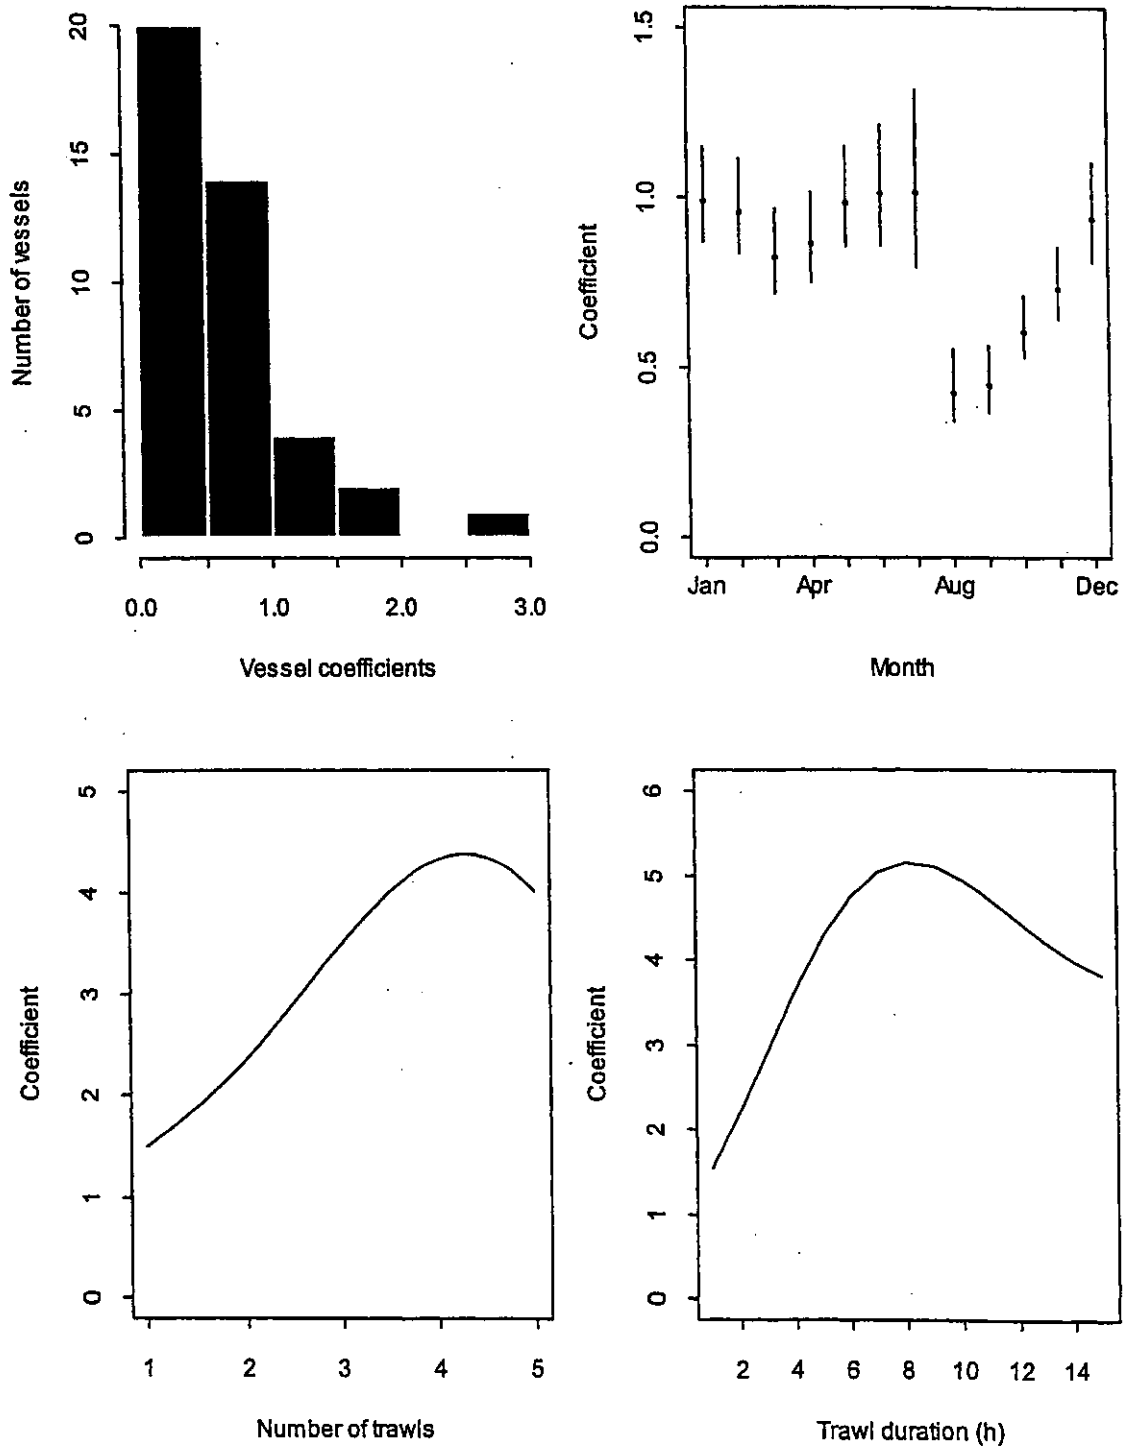 20
15
10
5
0
Number of vessels
0.0 1.0 2.0 3.0
Vessel coefficients
1.5
1.0
0.5
0.0
Coefficient
Jan Apr Aug Dec
Month
5
4
3
2
1
0
Coefficient
1 2 3 4 5
Number of trawls
6
5
4
3
2
1
0
Coefficient
2 4 6 8 10 12 14
Trawl duration (h)